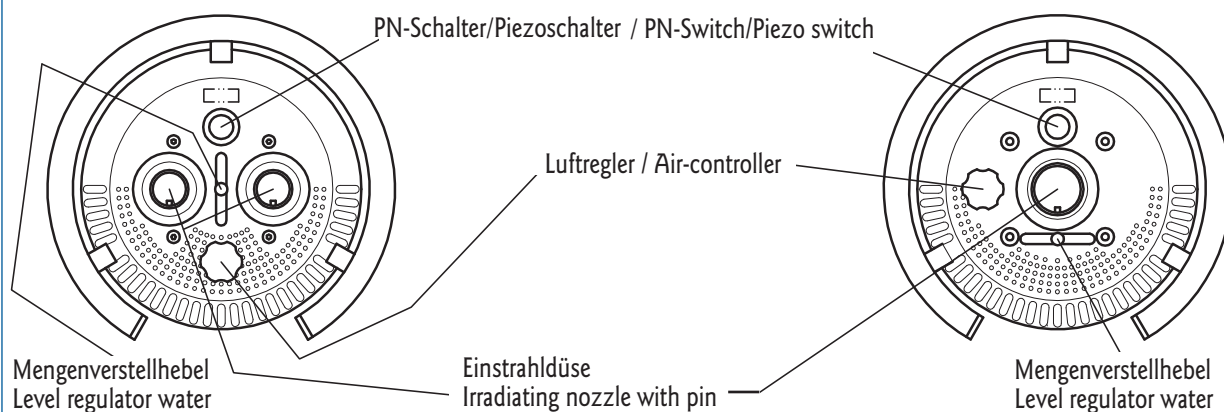 PN-Schalter/Piezoschalter / PN-Switch/Piezo switch
Luftregler / Air-controller
Mengenverstellhebel
Level regulator water
Einstrahldüse
Irradiating nozzle with pin
Mengenverstellhebel
Level regulator water